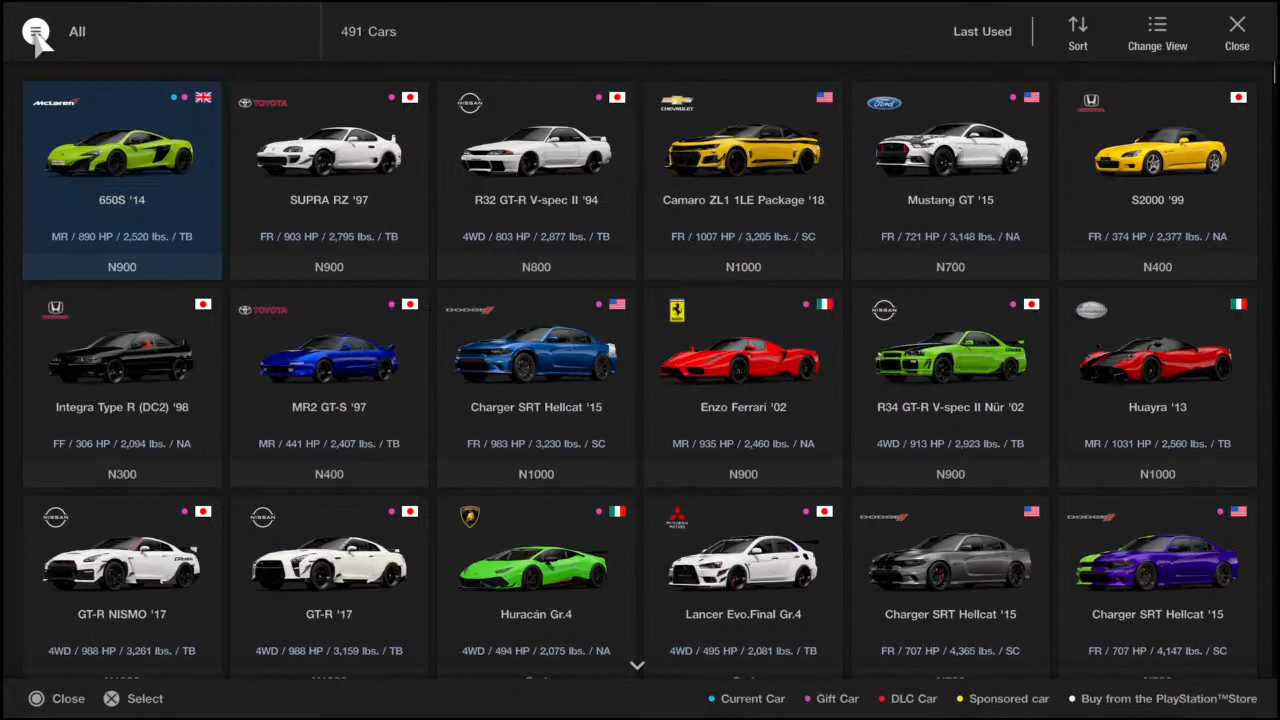 All
491 Cars
Last Used
Sort
Change View
Close
McLaren
650S '14
MR / 890 HP / 2,520 lbs. / TB
N900
TOYOTA
SUPRA RZ '97
FR / 903 HP / 2,795 lbs. / TB
N900
NISSAN
R32 GT-R V-spec II '94
4WD / 803 HP / 2,877 lbs. / TB
N800
CHEVROLET
Camaro ZL1 1LE Package '18
FR / 1007 HP / 3,205 lbs. / SC
N1000
Ford
Mustang GT '15
FR / 721 HP / 3,148 lbs. / NA
N700
HONDA
S2000 '99
FR / 374 HP / 2,377 lbs. / NA
N400
HONDA
Integra Type R (DC2) '98
FF / 306 HP / 2,094 lbs. / NA
N300
TOYOTA
MR2 GT-S '97
MR / 441 HP / 2,407 lbs. / TB
N400
DODGE
Charger SRT Hellcat '15
FR / 983 HP / 3,230 lbs. / SC
N1000
Enzo Ferrari '02
MR / 935 HP / 2,460 lbs. / NA
N900
NISSAN
R34 GT-R V-spec II Nür '02
4WD / 913 HP / 2,923 lbs. / TB
N900
Huayra '13
MR / 1031 HP / 2,560 lbs. / TB
N1000
NISSAN
GT-R NISMO '17
4WD / 988 HP / 3,261 lbs. / TB
NISSAN
GT-R '17
4WD / 988 HP / 3,159 lbs. / TB
Huracán Gr.4
4WD / 494 HP / 2,075 lbs. / NA
MITSUBISHI MOTORS
Lancer Evo.Final Gr.4
4WD / 495 HP / 2,081 lbs. / TB
DODGE
Charger SRT Hellcat '15
FR / 707 HP / 4,365 lbs. / SC
DODGE
Charger SRT Hellcat '15
FR / 707 HP / 4,147 lbs. / SC
Close
Select
Current Car
Gift Car
DLC Car
Sponsored car
Buy from the PlayStation™Store